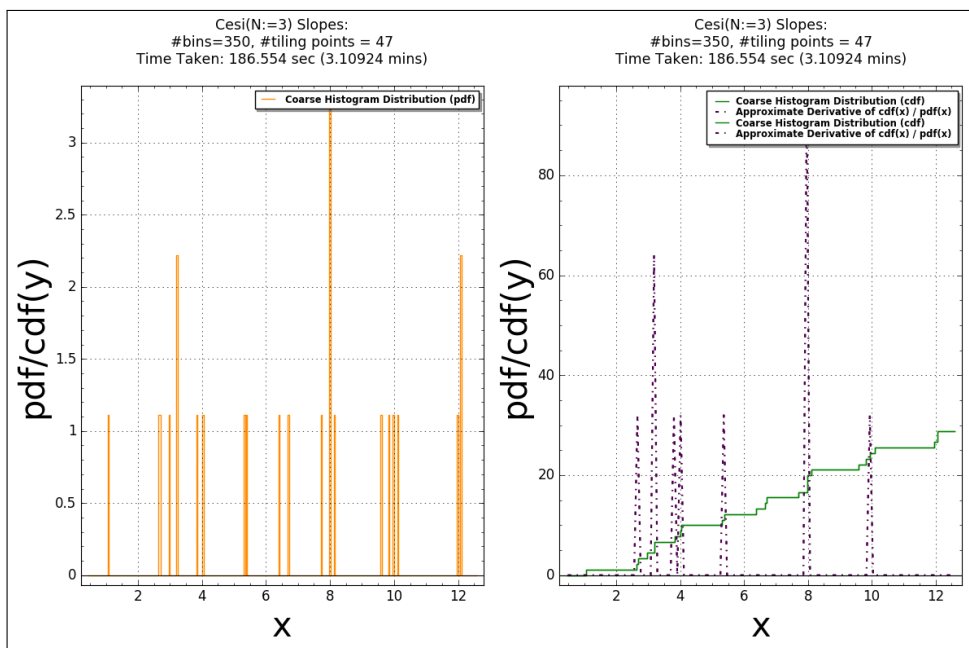 Cesi(N:=3) Slopes:
#bins=350, #tiling points = 47
Time Taken: 186.554 sec (3.10924 mins)
Coarse Histogram Distribution (pdf)
3
2.5
2
1.5
1
0.5
0
pdf/cdf(y)
2 4 6 8 10 12
x
Cesi(N:=3) Slopes:
#bins=350, #tiling points = 47
Time Taken: 186.554 sec (3.10924 mins)
Coarse Histogram Distribution (cdf)
Approximate Derivative of cdf(x) / pdf(x)
Coarse Histogram Distribution (cdf)
Approximate Derivative of cdf(x) / pdf(x)
80
60
40
20
0
pdf/cdf(y)
2 4 6 8 10 12
x